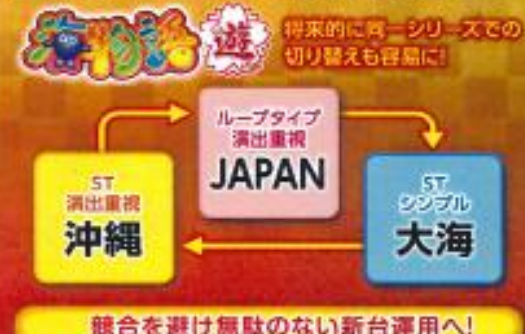 海物語 遊
将来的に同一シリーズでの
切り替えも容易に!
ループタイプ
演出重視
JAPAN
ST
演出重視
沖縄
ST
シンプル
大海
競合を避け無駄のない新台運用へ!